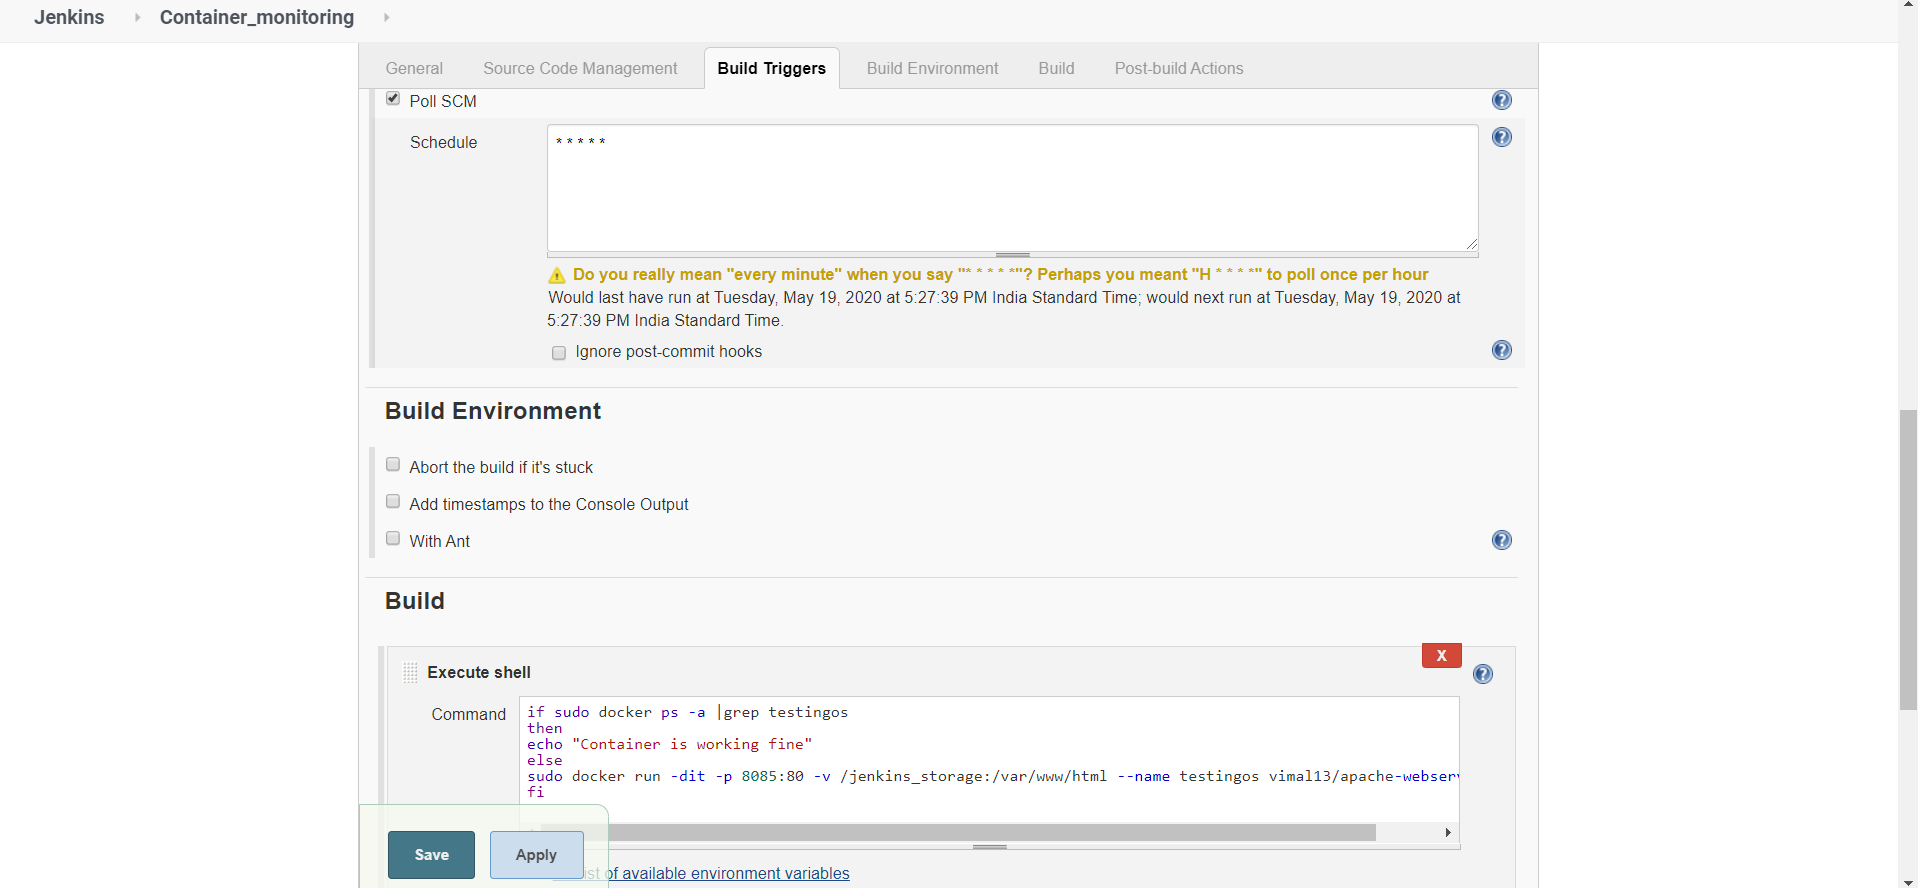 Jenkins Container_monitoring
General Source Code Management Build Triggers Build Environment Build Post-build Actions
Poll SCM
Schedule
* * * * *
Do you really mean "every minute" when you say "* * * * *"? Perhaps you meant "H * * * *" to poll once per hour
Would last have run at Tuesday, May 19, 2020 at 5:27:39 PM India Standard Time; would next run at Tuesday, May 19, 2020 at
5:27:39 PM India Standard Time.
Ignore post-commit hooks
Build Environment
Abort the build if it's stuck
Add timestamps to the Console Output
With Ant
Build
X
Execute shell
Command
if sudo docker ps -a |grep testingos
then
echo "Container is working fine"
else
sudo docker run -dit -p 8085:80 -v /jenkins_storage:/var/www/html --name testingos vimal13/apache-webserv
fi
Save Apply
list of available environment variables